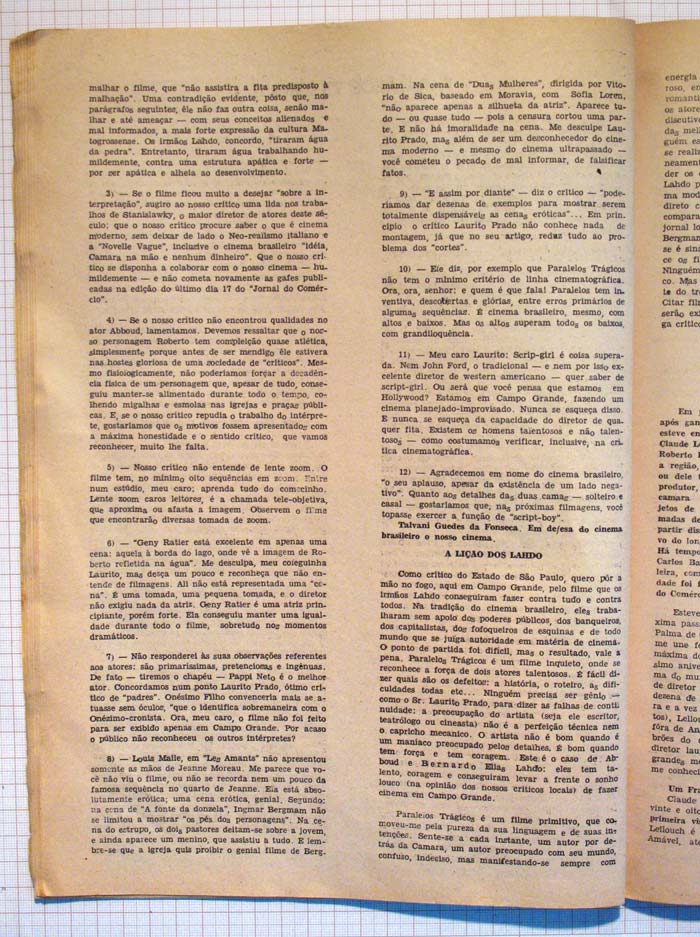 malhar o filme, que "não assistira a fita predisposto à
malhação". Uma contradição evidente, pôsto que, nos
parágrafos seguintes, êle não faz outra coisa, senão ma-
lhar e até ameaçar — com seus conceitos alienados e
mal informados, a mais forte expressão da cultura Ma-
togrossense. Os irmãos Lahdo, concordo, "tiraram água
da pedra". Entretanto, tiraram água trabalhando hu-
mildemente, contra uma estrutura apática e forte —
por ser apática e alheia ao desenvolvimento.
3) — Se o filme ficou muito a desejar "sobre a in-
terpretação", sugiro ao nosso crítico uma lida nos traba-
lhos de Stanislawky, o maior diretor de atores deste sé-
culo; que o nosso crítico procure saber o que é cinema
moderno, sem deixar de lado o Neo-realismo italiano e
a "Novelle Vague", inclusive o cinema brasileiro "idéia,
Camara na mão e nenhum dinheiro". Que o nosso crí-
tico se disponha a colaborar com o nosso cinema — hu-
mildemente — e não cometa novamente as gafes publi-
cadas na edição do último dia 17 do "Jornal do Comér-
cio".
4) — Se o nosso crítico não encontrou qualidades no
ator Abboud, lamentamos. Devemos ressaltar que o nos-
so personagem Roberto tem compleição quase atlética,
simplesmente porque antes de ser mendigo êle estivera
nas hostes gloriosa de uma sociedade de "críticos". Mes-
mo fisiologicamente, não poderiamos forçar a decadên-
cia física de um personagem que, apesar de tudo, conse-
guiu manter-se alimentado durante todo o tempo, co-
lhendo migalhas e esmolas nas igrejas e praças públi-
cas. E, se o nosso crítico repudia o trabalho do intérpre-
te, gostaríamos que os motivos fossem apresentados com
a máxima honestidade e o sentido crítico, que vamos
reconhecer, muito lhe falta.
5) — Nosso crítico não entende de lente zoom. O
filme tem, no mínimo oito sequências em zoom. Entre
num estúdio, meu caro; aprenda tudo do comecinho.
Lente zoom caros leitores, é a chamada tele-objetiva,
que aproxima ou afasta a imagem. Observem o filme
que encontrarão diversas tomada de zoom.
6) — "Geny Ratier está excelente em apenas uma
cena: aquela à borda do lago, onde vê a imagem de Ro-
berto refletida na água". Me desculpa, meu coleguinha
Laurito, mas desça um pouco e reconheça que não en-
tende de filmagens. Ali não está representada uma "ce-
na". É uma tomada, uma pequena tomada, e o diretor
não exigiu nada da atriz. Geny Ratier é uma atriz prin-
cipiante, porém forte. Ela conseguiu manter uma igual-
dade durante todo o filme, sobretudo nos momentos
dramáticos.
7) — Não responderei às suas observações referentes
aos atores: são primaríssimas, pretenciosas e ingênuas.
De fato — tiremos o chapéu — Pappi Neto é o melhor
ator. Concordamos num ponto Laurito Prado, ótimo críti-
co de "padres". Onésimo Filho convenceria mais se a-
tuasse sem óculos, "que o identifica sobremaneira com o
Onézimo-cronista. Ora, meu caro, o filme não foi feito
para ser exibido apenas em Campo Grande. Por acaso
o público não reconheceu os outros intérpretes?
8) — Louis Malle, em "Les Amants" não apresentou
somente as mãos de Jeanne Moreau. Me parece que vo-
cê não viu o filme, ou não se recorda nem um pouco da
famosa sequência no quarto de Jeanne. Ela está abso-
lutamente erótica; uma cena erótica, genial. Segundo:
na cena de "A fonte da donzela", Ingmar Bergmam não
se limitou a mostrar "os pés dos personagens". Na ce-
na do estrupo, os dois pastores deitam-se sobre a jovem,
e ainda aparece um menino, que assistiu a tudo. E lem-
bre-se que a igreja quis proibir o genial filme de Berg-
mam. Na cena de "Duas Mulheres", dirigida por Vito-
rio de Sica, baseado em Moravia, com Sofia Loren,
"não aparece apenas a silhueta da atriz". Aparece tu-
do — ou quase tudo — pois a censura cortou uma par-
te. E não há imoralidade na cena. Me desculpe Lau-
rito Prado, mas além de ser um desconhecedor do cine-
ma moderno — e mesmo do cinema ultrapassado —
você cometeu o pecado de mal informar, de falsificar
fatos.
9) — "E assim por diante" — diz o crítico — "pode-
ríamos dar dezenas de exemplos para mostrar serem
totalmente dispensáveis as cenas eróticas"... Em prin-
cipio o crítico Laurito Prado não conhece nada de
montagem, já que no seu artigo, reduz tudo ao pro-
blema dos "cortes".
10) — Ele diz, por exemplo que Paralelos Trágicos
não tem o mínimo critério de linha cinematográfica.
Ora, ora, senhor: e quem é que fala! Paralelos tem in-
ventiva, descobertas e glórias, entre erros primários de
algumas sequências. É cinema brasileiro, mesmo, com
altos e baixos. Mas os altos superam todos os baixos,
com grandiloquência.
11) — Meu caro Laurito: Scrip-girl é coisa supera-
da. Nem John Ford, o tradicional — e nem por isso ex-
celente diretor de western americano — quer saber de
script-girl. Ou será que você pensa que estamos em
Hollywood? Estamos em Campo Grande, fazendo um
cinema planejado-improvisado. Nunca se esqueça disso.
E nunca se esqueça da capacidade do diretor de qual-
quer fita. Existem os homens talentosos e não talen-
tosos — como costumamos verificar, inclusive, na crí-
tica cinematográfica.
12) — Agradecemos em nome do cinema brasileiro,
"o seu aplauso, apesar da existência de um lado nega-
tivo". Quanto aos detalhes das duas camas — solteiro e
casal — gostaríamos que, nas próximas filmagens, você
topasse exercer a função de "script-boy".
Talvani Guedes da Fonseca. Em defesa do cinema
brasileiro o nosso cinema.
A LIÇÃO DOS LAHDO
Como crítico do Estado de São Paulo, quero pôr a
mão no fogo, aqui em Campo Grande, pelo filme que os
irmãos Lahdo conseguiram fazer contra tudo e contra
todos. Na tradição do cinema brasileiro, eles traba-
lharam sem apoio dos poderes públicos, dos banqueiros,
dos capitalistas, dos fofoqueiros de esquinas e de todo
mundo que se juiga autoridade em matéria de cinema.
O ponto de partida foi difícil, mas o resultado, vale a
pena. Paralelos Trágicos é um filme inquieto, onde se
reconhece a força de dois atores talentosos. É fácil di-
zer quais são os defeitos: a história, o roteiro, as difi-
culdades todas etc... Ninguém precisa ser gênio —
como o Sr. Laurito Prado, para dizer as falhas de conti-
nuidade: a preocupação do artista (seja ele escritor,
teatrólogo ou cineasta) não é a perfeição técnica nem
o capricho mecanico. O artista não é bom quando é
um maniaco preocupado pelos detalhes. É bom quando
tem força e tem coragem. Este é o caso de Ab-
boud e Bernardo Elias Lahdo: eles tem ta-
lento, coragem e conseguiram levar a frente o sonho
louco (na opinião dos nossos críticos locais) de fazer
cinema em Campo Grande.
Paralelos Trágicos é um filme primitivo, que co-
moveu-me pela pureza da sua linguagem e de suas in-
tenções. Sente-se a cada instante, um autor por de-
trás da Camara, um autor preocupado com seu mundo,
confuso, indeciso, mas manifestando-se sempre com